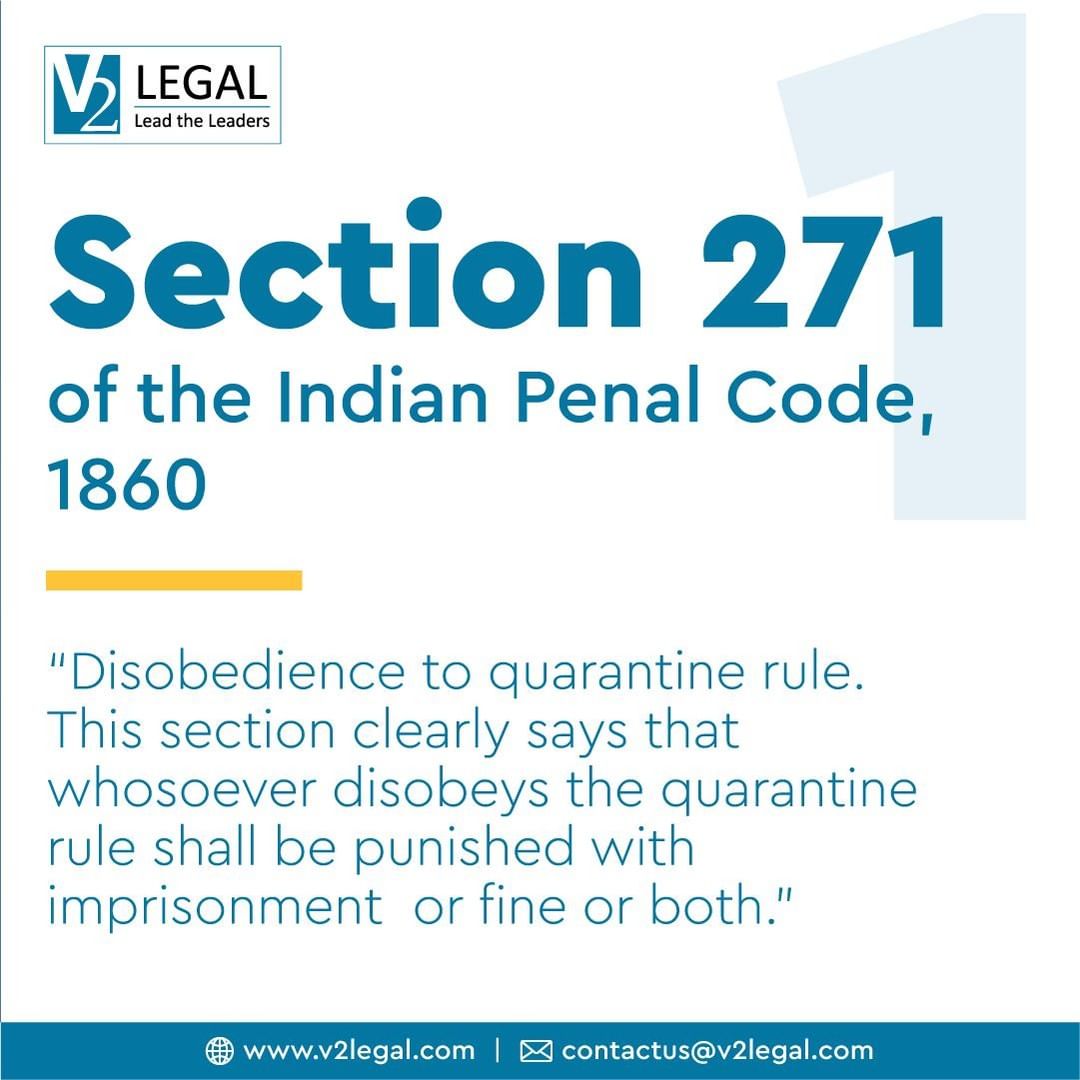 V2 LEGAL
Lead the Leaders
1
Section 271
of the Indian Penal Code,
1860
“Disobedience to quarantine rule.
This section clearly says that
whosoever disobeys the quarantine
rule shall be punished with
imprisonment  or fine or both.”
www.v2legal.com | contactus@v2legal.com